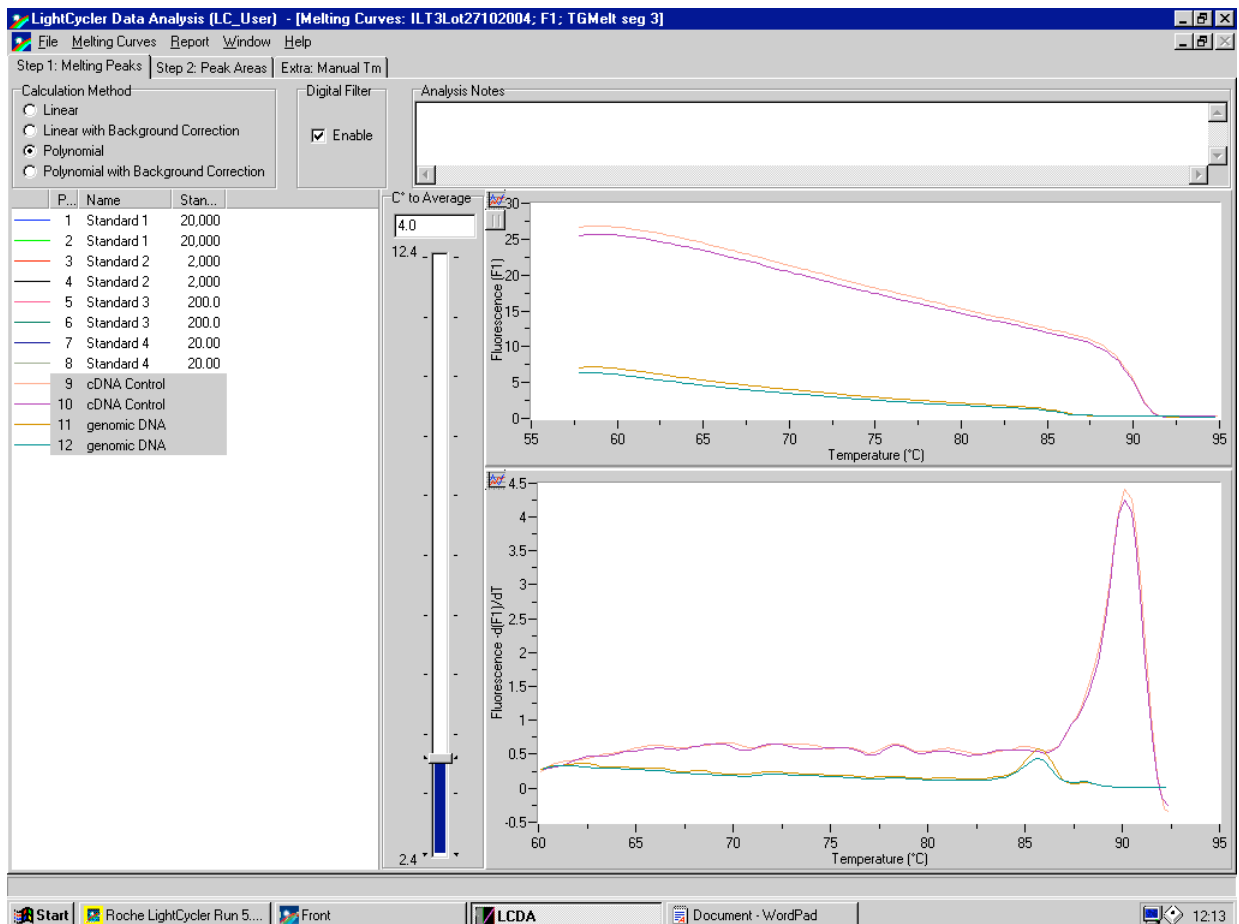 LightCycler Data Analysis (LC_User) - [Melting Curves: ILT3Lot27102004; F1; TGMelt seg 3]
File Melting Curves Report Window Help
Step 1: Melting Peaks Step 2: Peak Areas Extra: Manual Tm
Calculation Method
Linear
Linear with Background Correction
Polynomial
Polynomial with Background Correction
Digital Filter
Enable
Analysis Notes
P... Name Stan...
1 Standard 1 20,000
2 Standard 1 20,000
3 Standard 2 2,000
4 Standard 2 2,000
5 Standard 3 200.0
6 Standard 3 200.0
7 Standard 4 20.00
8 Standard 4 20.00
9 cDNA Control
10 cDNA Control
11 genomic DNA
12 genomic DNA
C° to Average
4.0
12.4
2.4
30
25
20
15
10
5
0
Fluorescence (F1)
55 60 65 70 75 80 85 90 95
Temperature (°C)
4.5
4
3.5
3
2.5
2
1.5
1
0.5
0
-0.5
Fluorescence -d(F1)/dT
60 65 70 75 80 85 90 95
Temperature (°C)
Start Roche LightCycler Run 5.... Front LCDA Document - WordPad 12:13